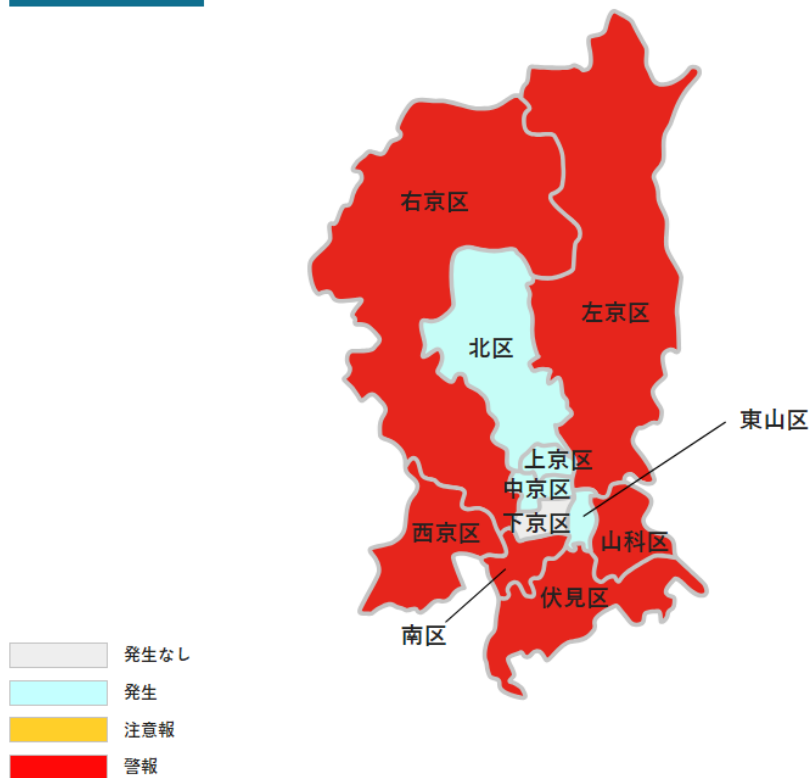 右京区
左京区
北区
東山区
上京区
中京区
下京区
西京区
山科区
伏見区
南区
発生なし
発生
注意報
警報